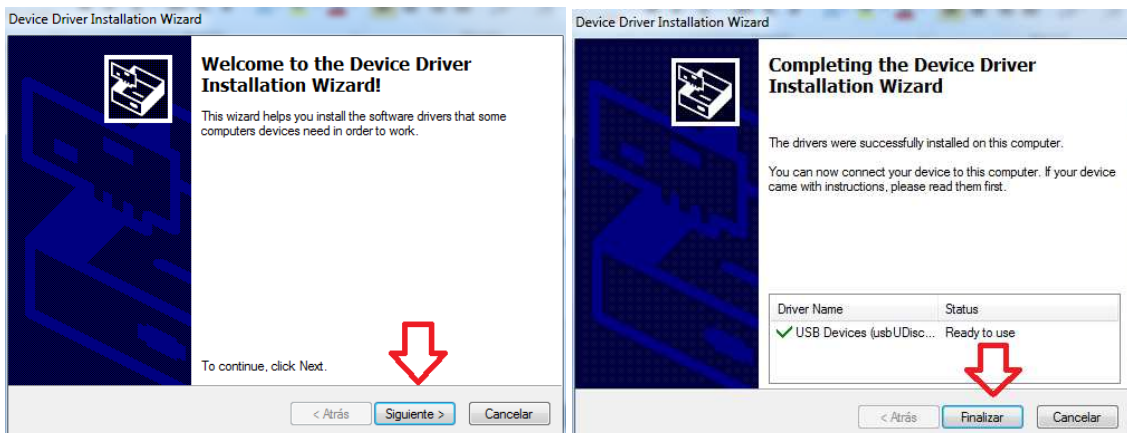 Device Driver Installation Wizard
Welcome to the Device Driver
Installation Wizard!
This wizard helps you install the software drivers that some
computers devices need in order to work.
To continue, click Next.
< Atrás
Siguiente >
Cancelar
Device Driver Installation Wizard
Completing the Device Driver
Installation Wizard
The drivers were successfully installed on this computer.
You can now connect your device to this computer. If your device
came with instructions, please read them first.
Driver Name Status
USB Devices (usbUDisc... Ready to use
< Atrás
Finalizar
Cancelar